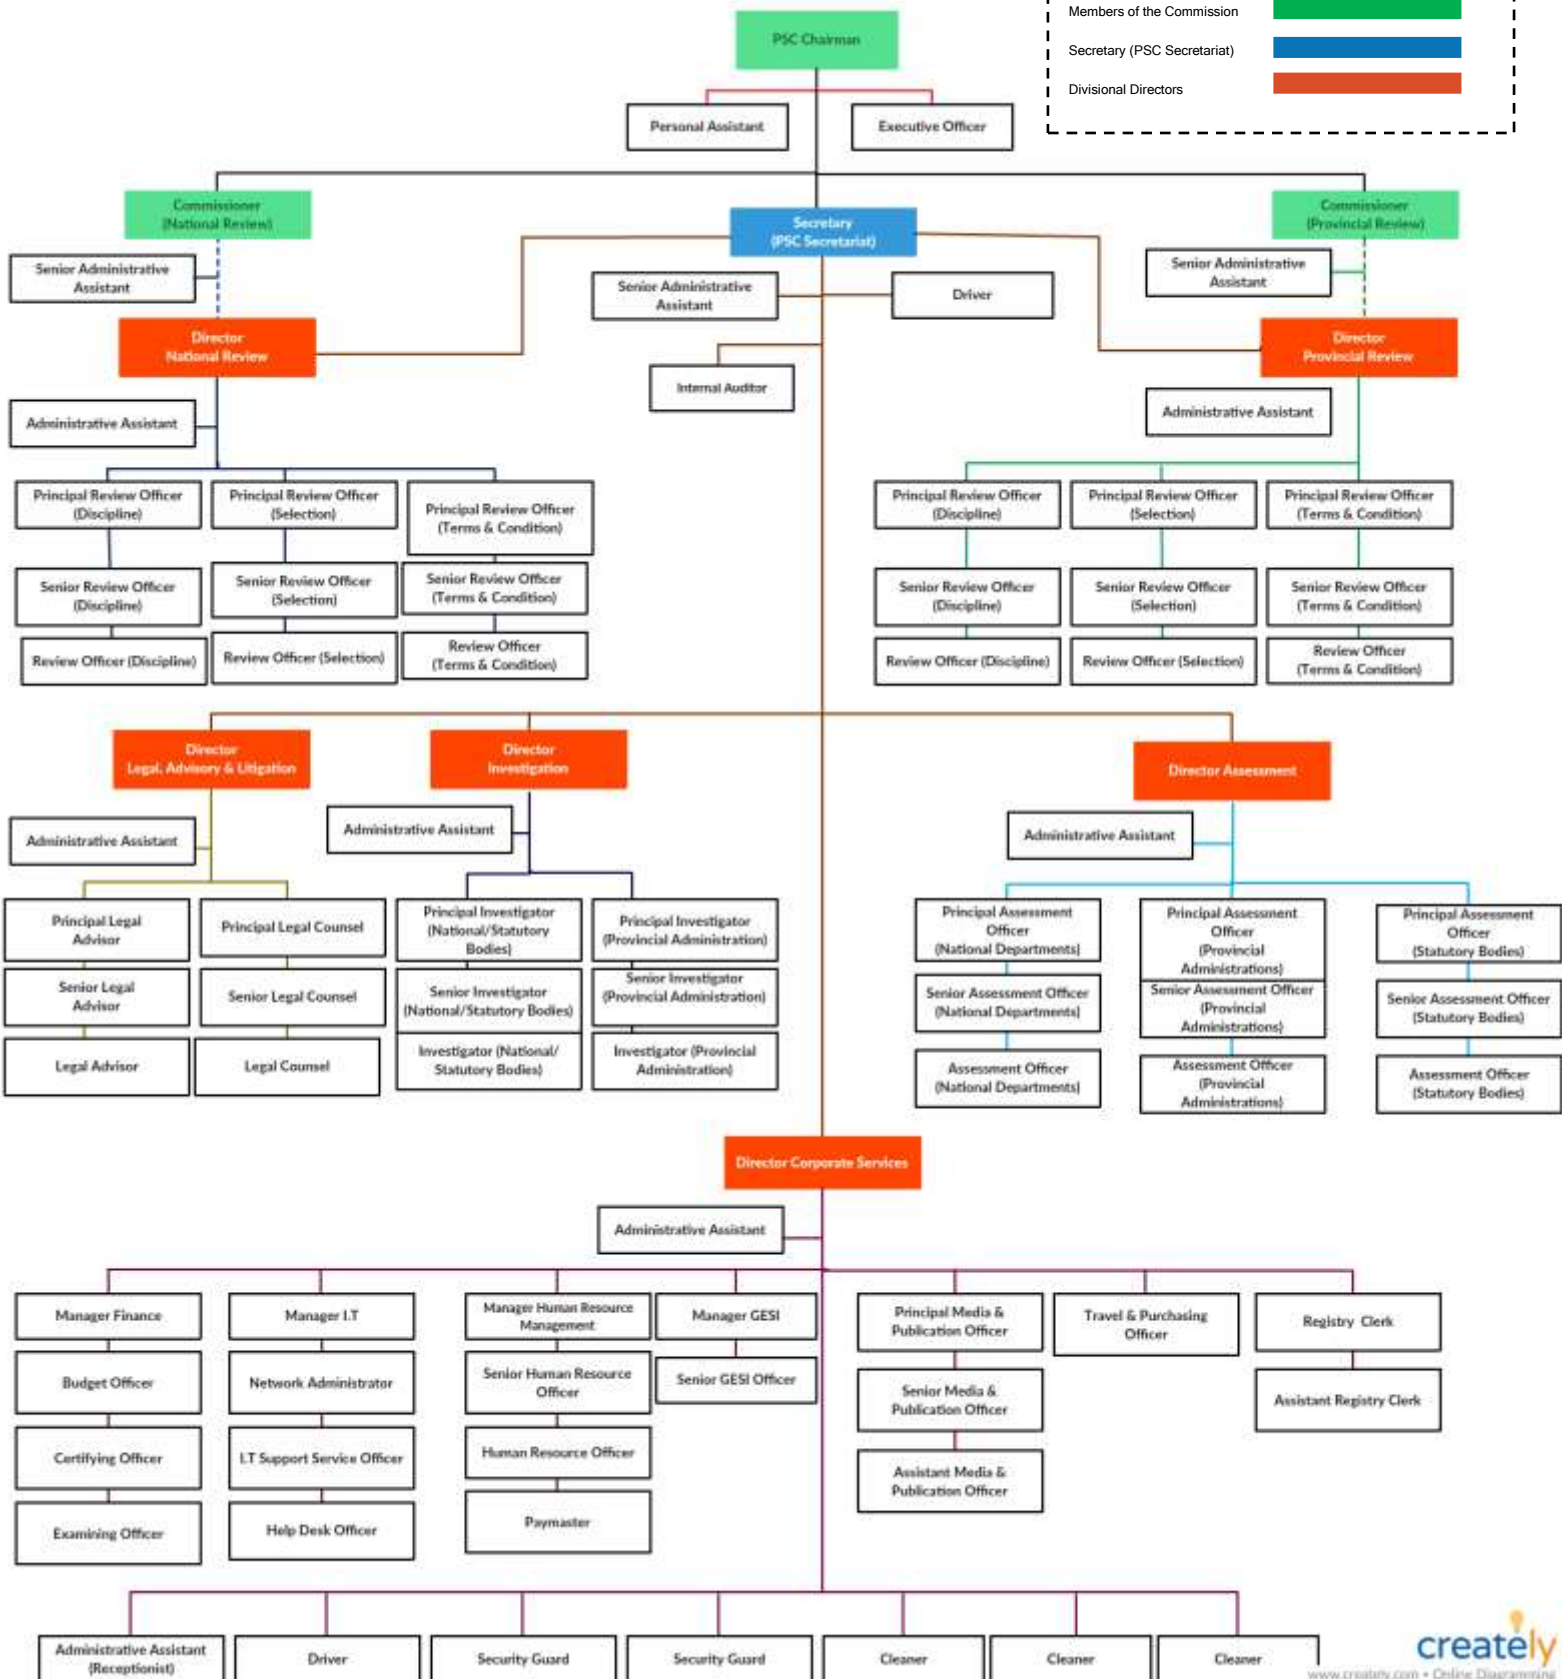 Members of the Commission
Secretary (PSC Secretariat)
Divisional Directors
PSC Chairman
Personal Assistant
Executive Officer
Commissioner
(National Review)
Secretary
(PSC Secretariat)
Commissioner
(Provincial Review)
Senior Administrative
Assistant
Senior Administrative
Assistant
Driver
Senior Administrative
Assistant
Director
National Review
Director
Provincial Review
Internal Auditor
Administrative Assistant
Administrative Assistant
Principal Review Officer
(Discipline)
Principal Review Officer
(Selection)
Principal Review Officer
(Terms & Condition)
Principal Review Officer
(Discipline)
Principal Review Officer
(Selection)
Principal Review Officer
(Terms & Condition)
Senior Review Officer
(Discipline)
Senior Review Officer
(Selection)
Senior Review Officer
(Terms & Condition)
Senior Review Officer
(Discipline)
Senior Review Officer
(Selection)
Senior Review Officer
(Terms & Condition)
Review Officer (Discipline)
Review Officer (Selection)
Review Officer
(Terms & Condition)
Review Officer (Discipline)
Review Officer (Selection)
Review Officer
(Terms & Condition)
Director
Legal, Advisory & Litigation
Director
Investigation
Director Assessment
Administrative Assistant
Administrative Assistant
Administrative Assistant
Principal Legal
Advisor
Principal Legal Counsel
Principal Investigator
(National/Statutory
Bodies)
Principal Investigator
(Provincial Administration)
Principal Assessment
Officer
(National Departments)
Principal Assessment
Officer
(Provincial
Administrations)
Principal Assessment
Officer
(Statutory Bodies)
Senior Legal
Advisor
Senior Legal Counsel
Senior Investigator
(National/Statutory Bodies)
Senior Investigator
(Provincial Administration)
Senior Assessment Officer
(National Departments)
Senior Assessment Officer
(Provincial
Administrations)
Senior Assessment Officer
(Statutory Bodies)
Legal Advisor
Legal Counsel
Investigator (National/
Statutory Bodies)
Investigator (Provincial
Administration)
Assessment Officer
(National Departments)
Assessment Officer
(Provincial
Administrations)
Assessment Officer
(Statutory Bodies)
Director Corporate Services
Administrative Assistant
Manager Finance
Manager I.T
Manager Human Resource
Management
Manager GESI
Principal Media &
Publication Officer
Travel & Purchasing
Officer
Registry Clerk
Budget Officer
Network Administrator
Senior Human Resource
Officer
Senior GESI Officer
Senior Media &
Publication Officer
Assistant Registry Clerk
Certifying Officer
I.T Support Service Officer
Human Resource Officer
Assistant Media &
Publication Officer
Examining Officer
Help Desk Officer
Paymaster
Administrative Assistant
(Receptionist)
Driver
Security Guard
Security Guard
Cleaner
Cleaner
Cleaner
creately
www.creately.com • Online Diagramming